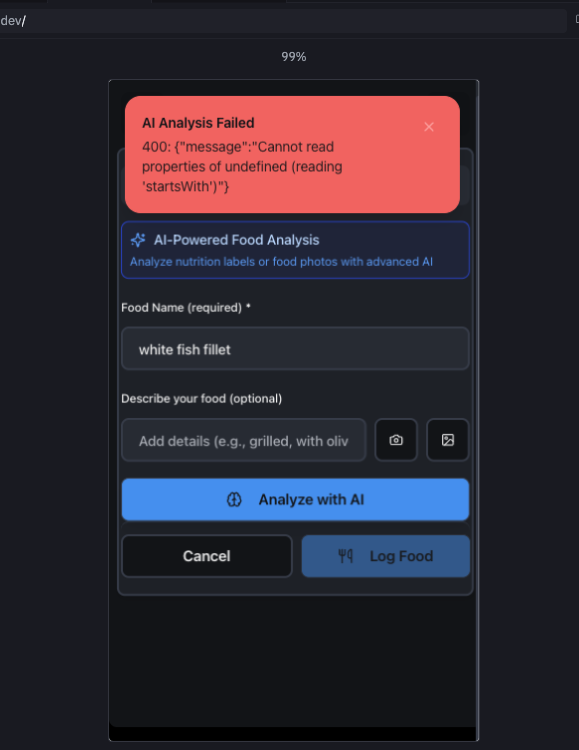 dev/
99%
AI Analysis Failed
400: {"message":"Cannot read
properties of undefined (reading
'startsWith')"}
AI-Powered Food Analysis
Analyze nutrition labels or food photos with advanced AI
Food Name (required) *
white fish fillet
Describe your food (optional)
Add details (e.g., grilled, with oliv
Analyze with AI
Cancel
Log Food